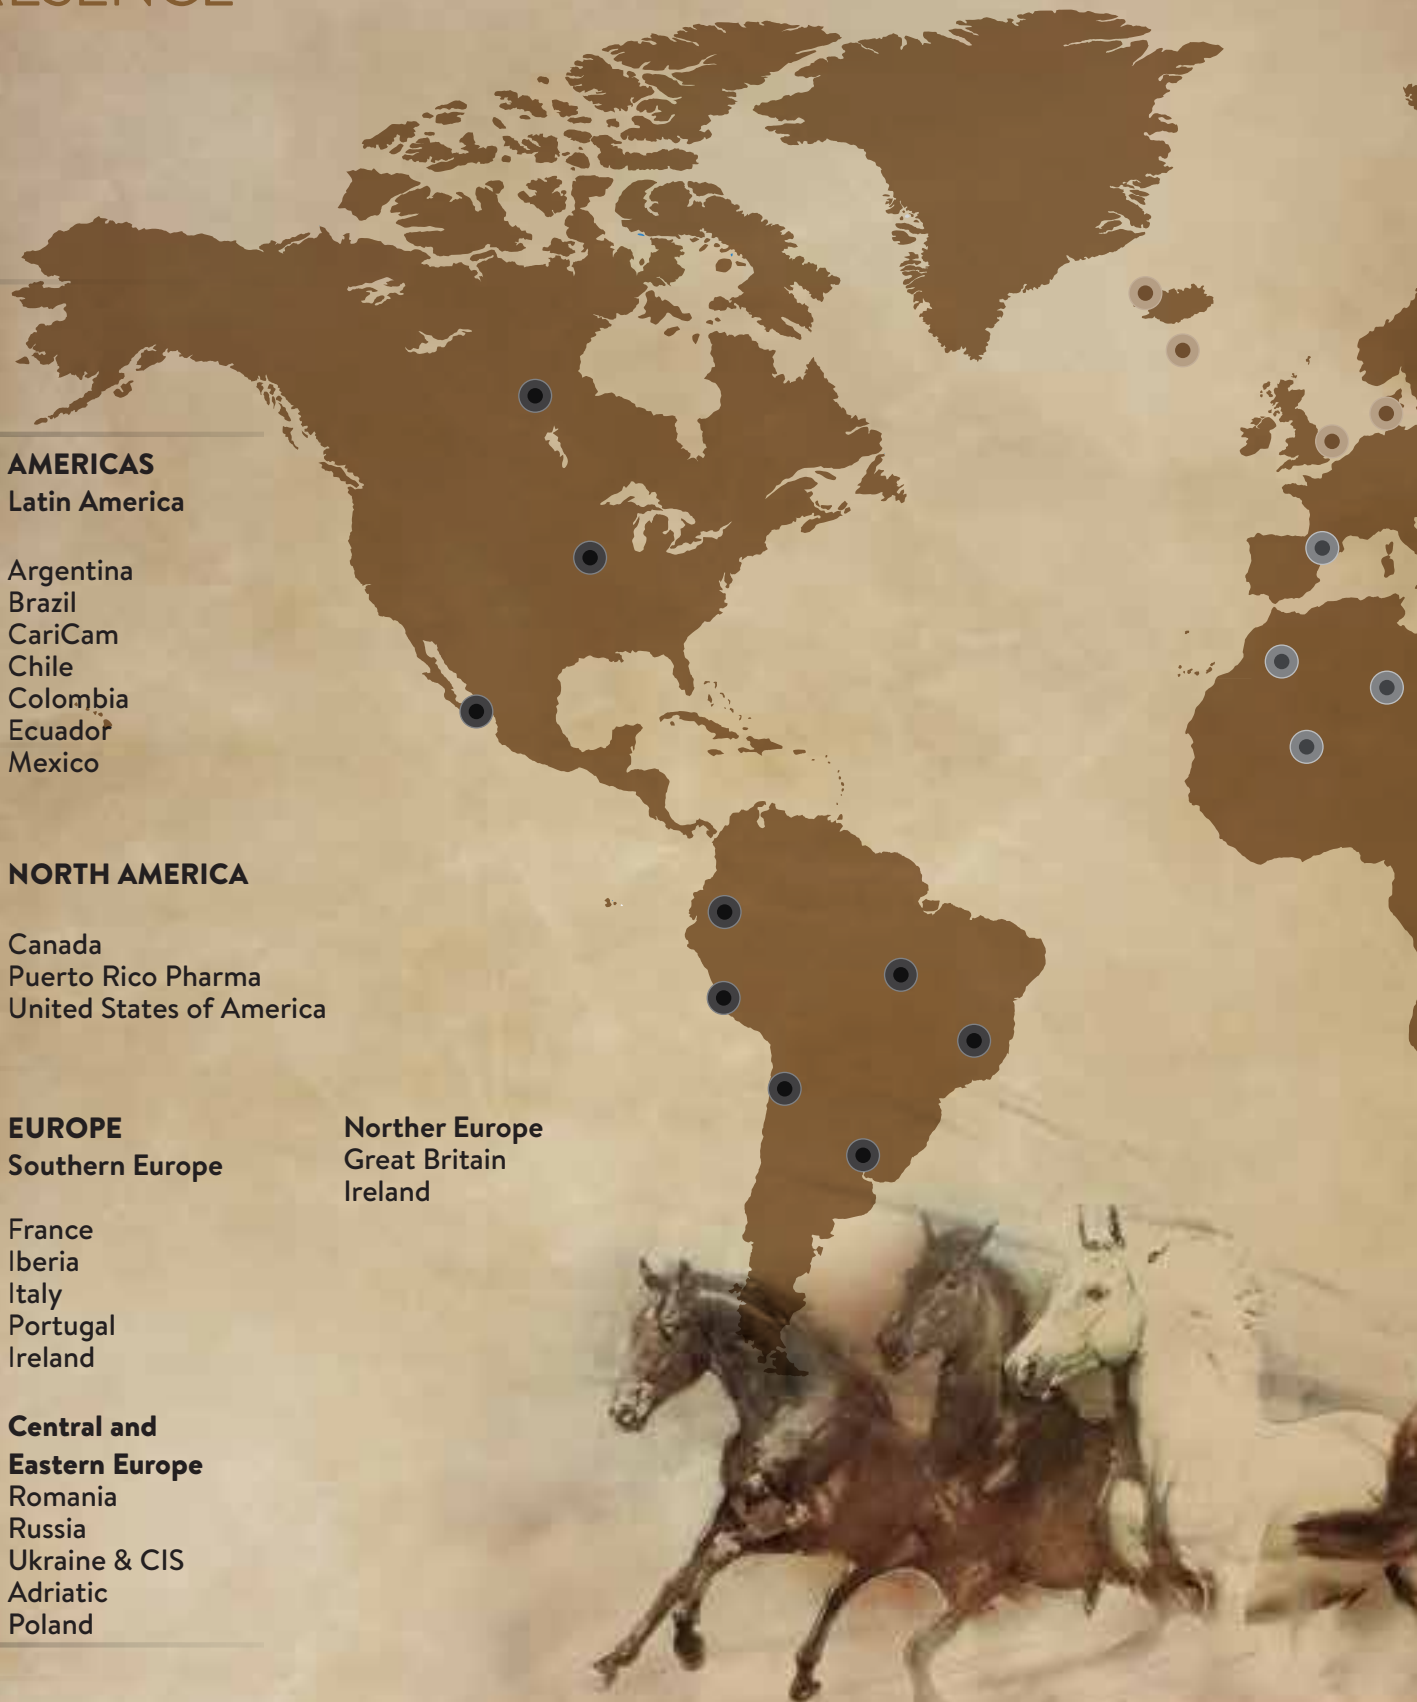 AMERICAS
Latin America
Argentina
Brazil
CariCam
Chile
Colombia
Ecuador
Mexico
NORTH AMERICA
Canada
Puerto Rico Pharma
United States of America
EUROPE
Southern Europe
France
Iberia
Italy
Portugal
Ireland
Central and
Eastern Europe
Romania
Russia
Ukraine & CIS
Adriatic
Poland
Norther Europe
Great Britain
Ireland